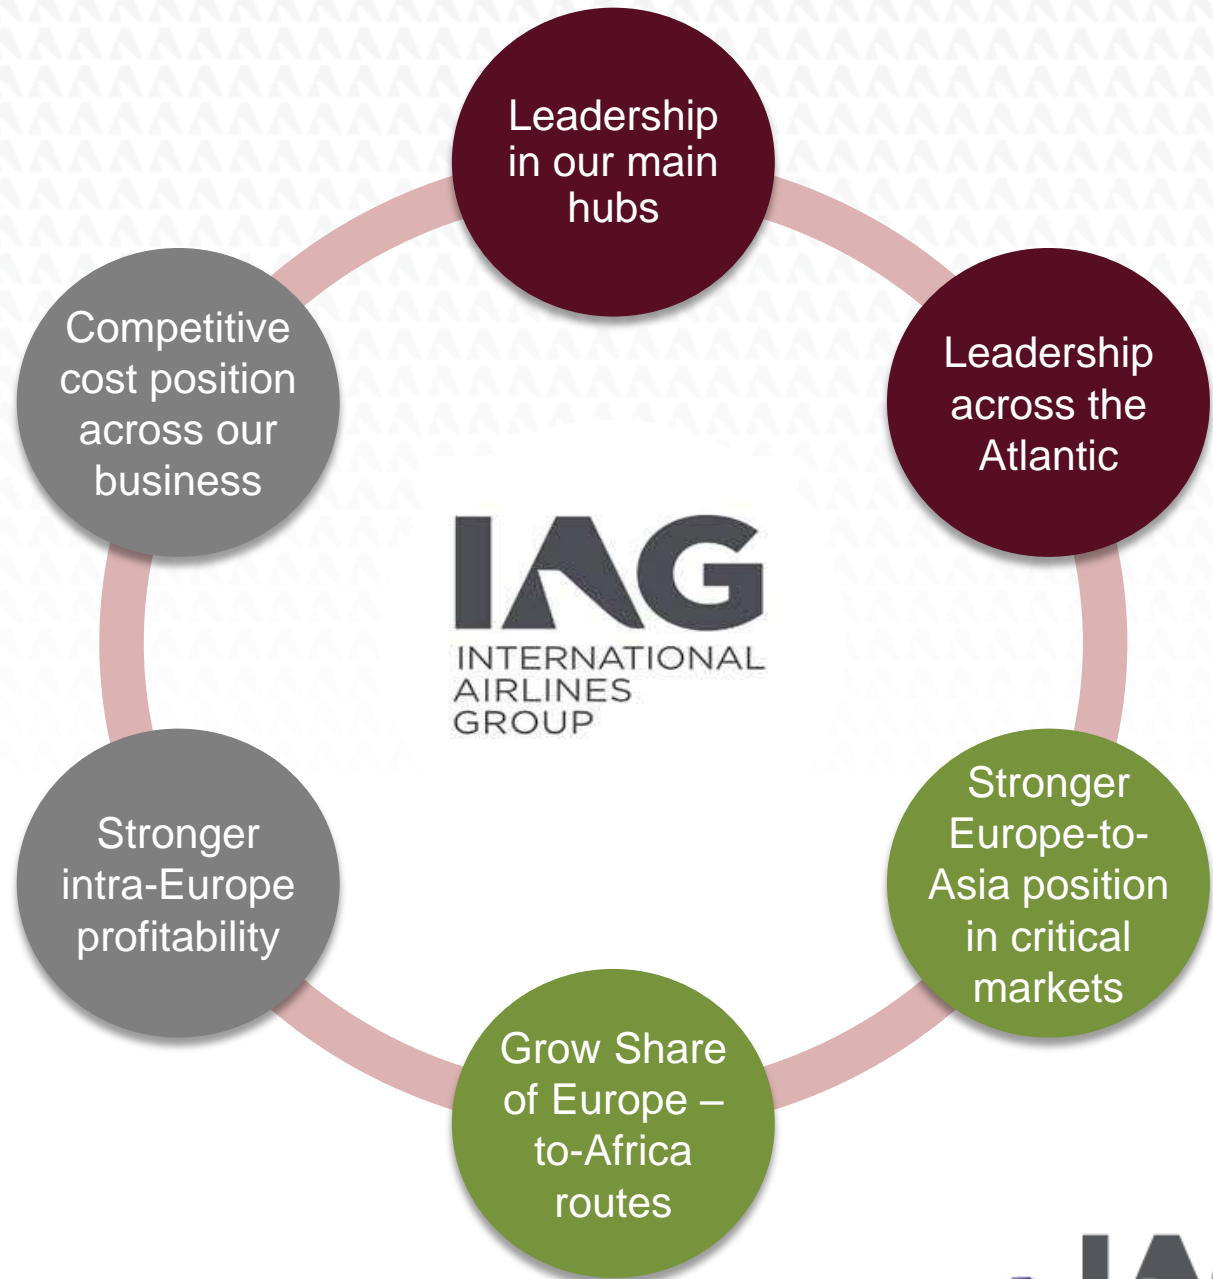 Leadership
in our main
hubs
Leadership
across the
Atlantic
Stronger
Europe-to-
Asia position
in critical
markets
Grow Share
of Europe –
to-Africa
routes
Stronger
intra-Europe
profitability
Competitive
cost position
across our
business
IAG
INTERNATIONAL
AIRLINES
GROUP